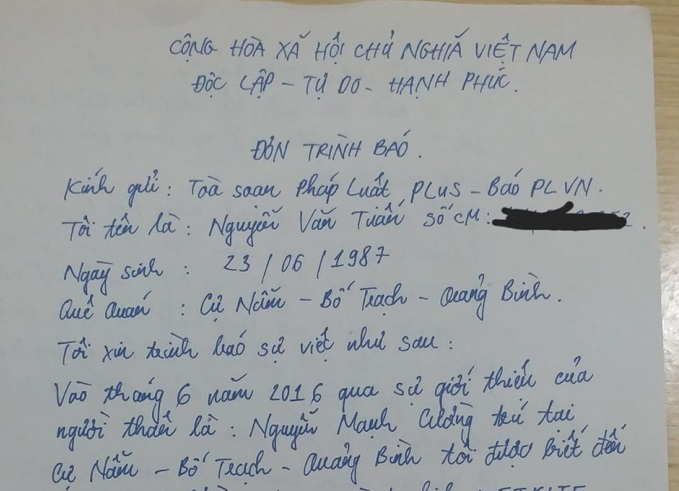 CỘNG HÒA XÃ HỘI CHỦ NGHĨA VIỆT NAM
ĐỘC LẬP - TỰ DO - HẠNH PHÚC.
ĐƠN TRÌNH BÁO.
Kính gửi: Toà soạn Pháp Luật PLUS - Báo PLVN.
Tôi tên là: Nguyễn Văn Tuấn Số CM:
Ngày sinh : 23/06/1987
Quê Quán : Cự Nẫm - Bố Trạch - Quảng Bình.
Tôi xin trình báo sự việt như sau:
Vào tháng 6 năm 2016 qua sự giới thiệu của
người thân là: Nguyễn Mạnh Cường trú tại
Cự Nẫm - Bố Trạch - Quảng Bình tôi được biết đến